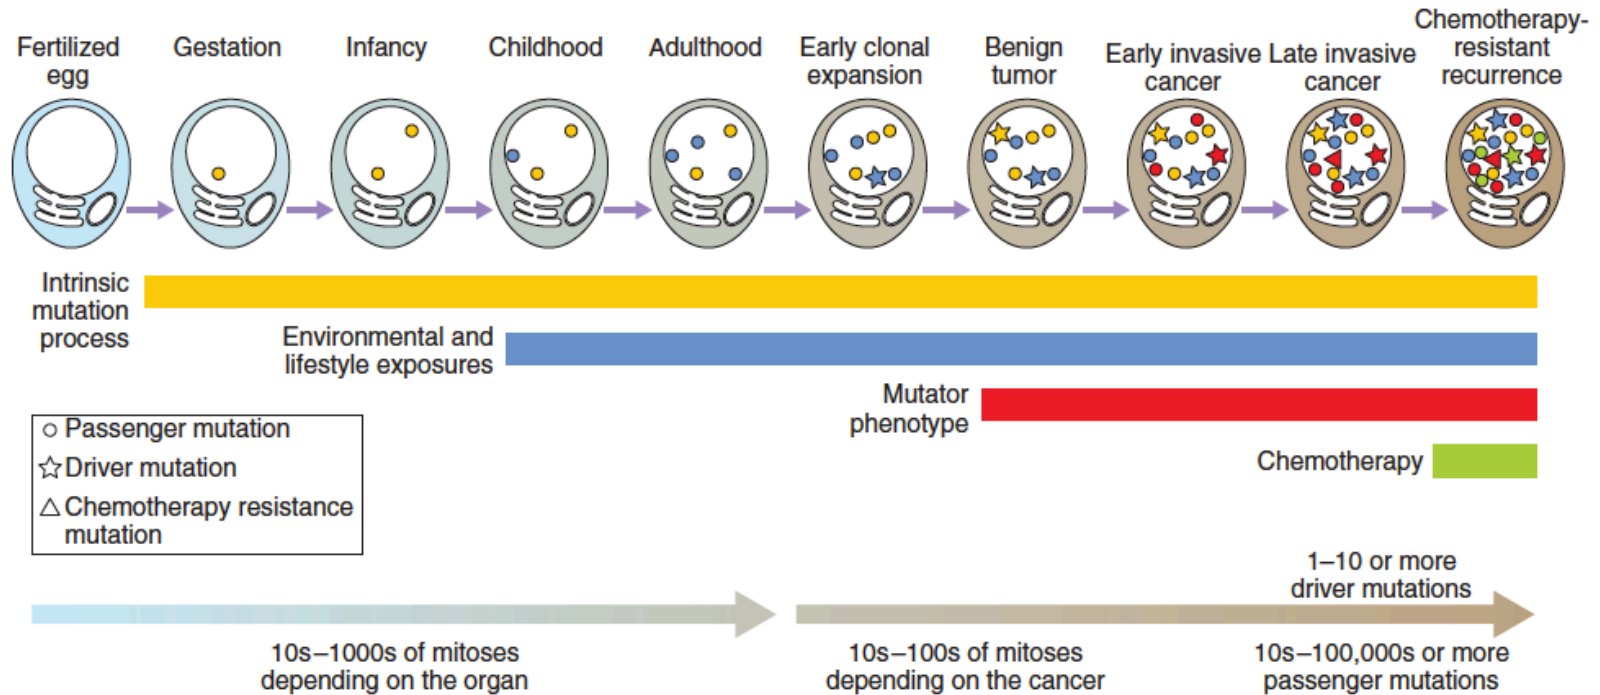 Fertilized
egg
Gestation
Infancy
Childhood
Adulthood
Early clonal
expansion
Benign
tumor
Early invasive
cancer
Late invasive
cancer
Chemotherapy-
resistant
recurrence
Intrinsic
mutation
process
Environmental and
lifestyle exposures
Mutator
phenotype
Chemotherapy
Passenger mutation
Driver mutation
Chemotherapy resistance
mutation
1–10 or more
driver mutations
10s–1000s of mitoses
depending on the organ
10s–100s of mitoses
depending on the cancer
10s–100,000s or more
passenger mutations